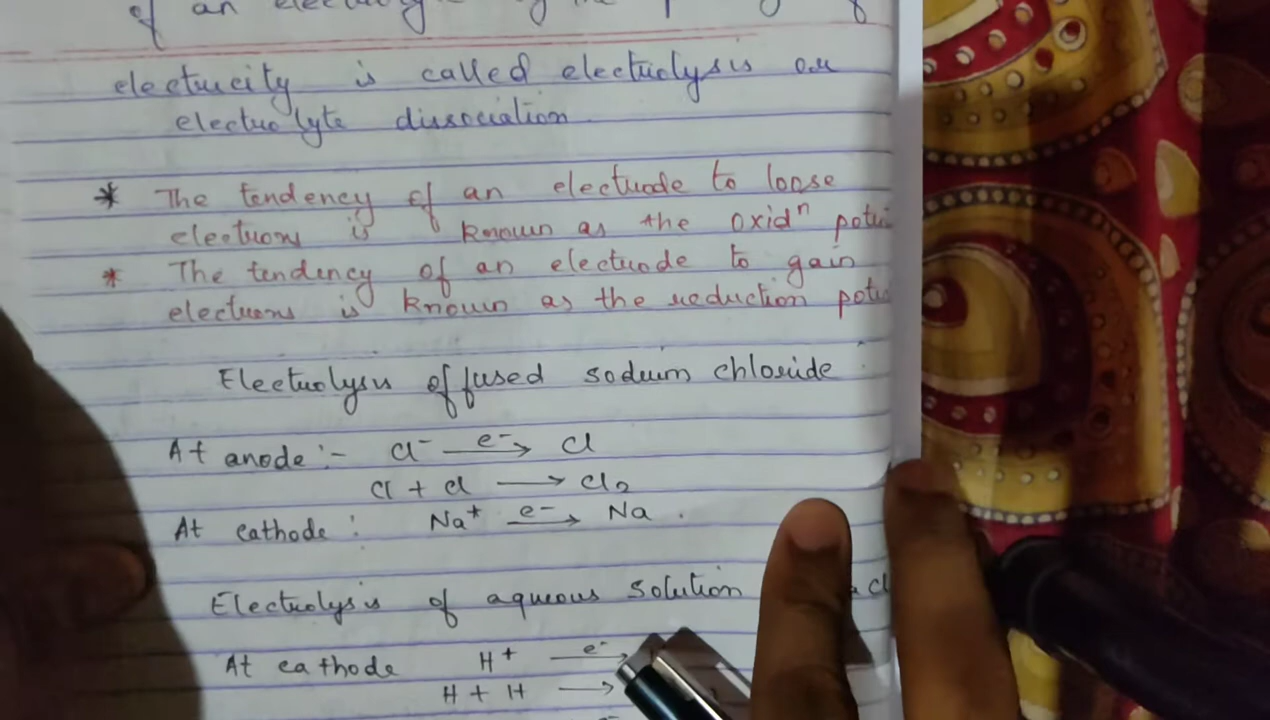 of an
electricity is called electrolysis or
electrolyte dissociation.
* The tendency of an electrode to loose
electrons is known as the oxidⁿ
* The tendency of an electrode to gain
electrons is known as the reduction
Electrolysis of fused sodium chloride
At anode :- Cl⁻ e⁻→ Cl
Cl + Cl → Cl₂
At cathode : Na⁺ e⁻→ Na .
Electrolysis of aqueous solution
At cathode H⁺ e⁻→
H + H →